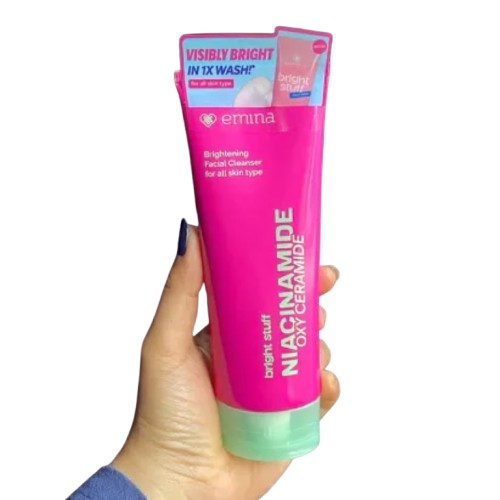 VISIBLY BRIGHT
IN 1X WASH!*
for all skin type
bright
stuff
emina
Brightening
Facial Cleanser
for all skin type
bright stuff
NIACINAMIDE
OXY CERAMIDE